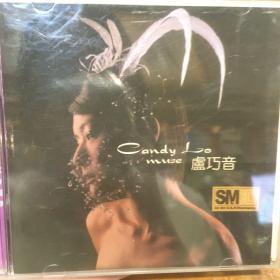 Candy Lo
muse 盧巧音
SM